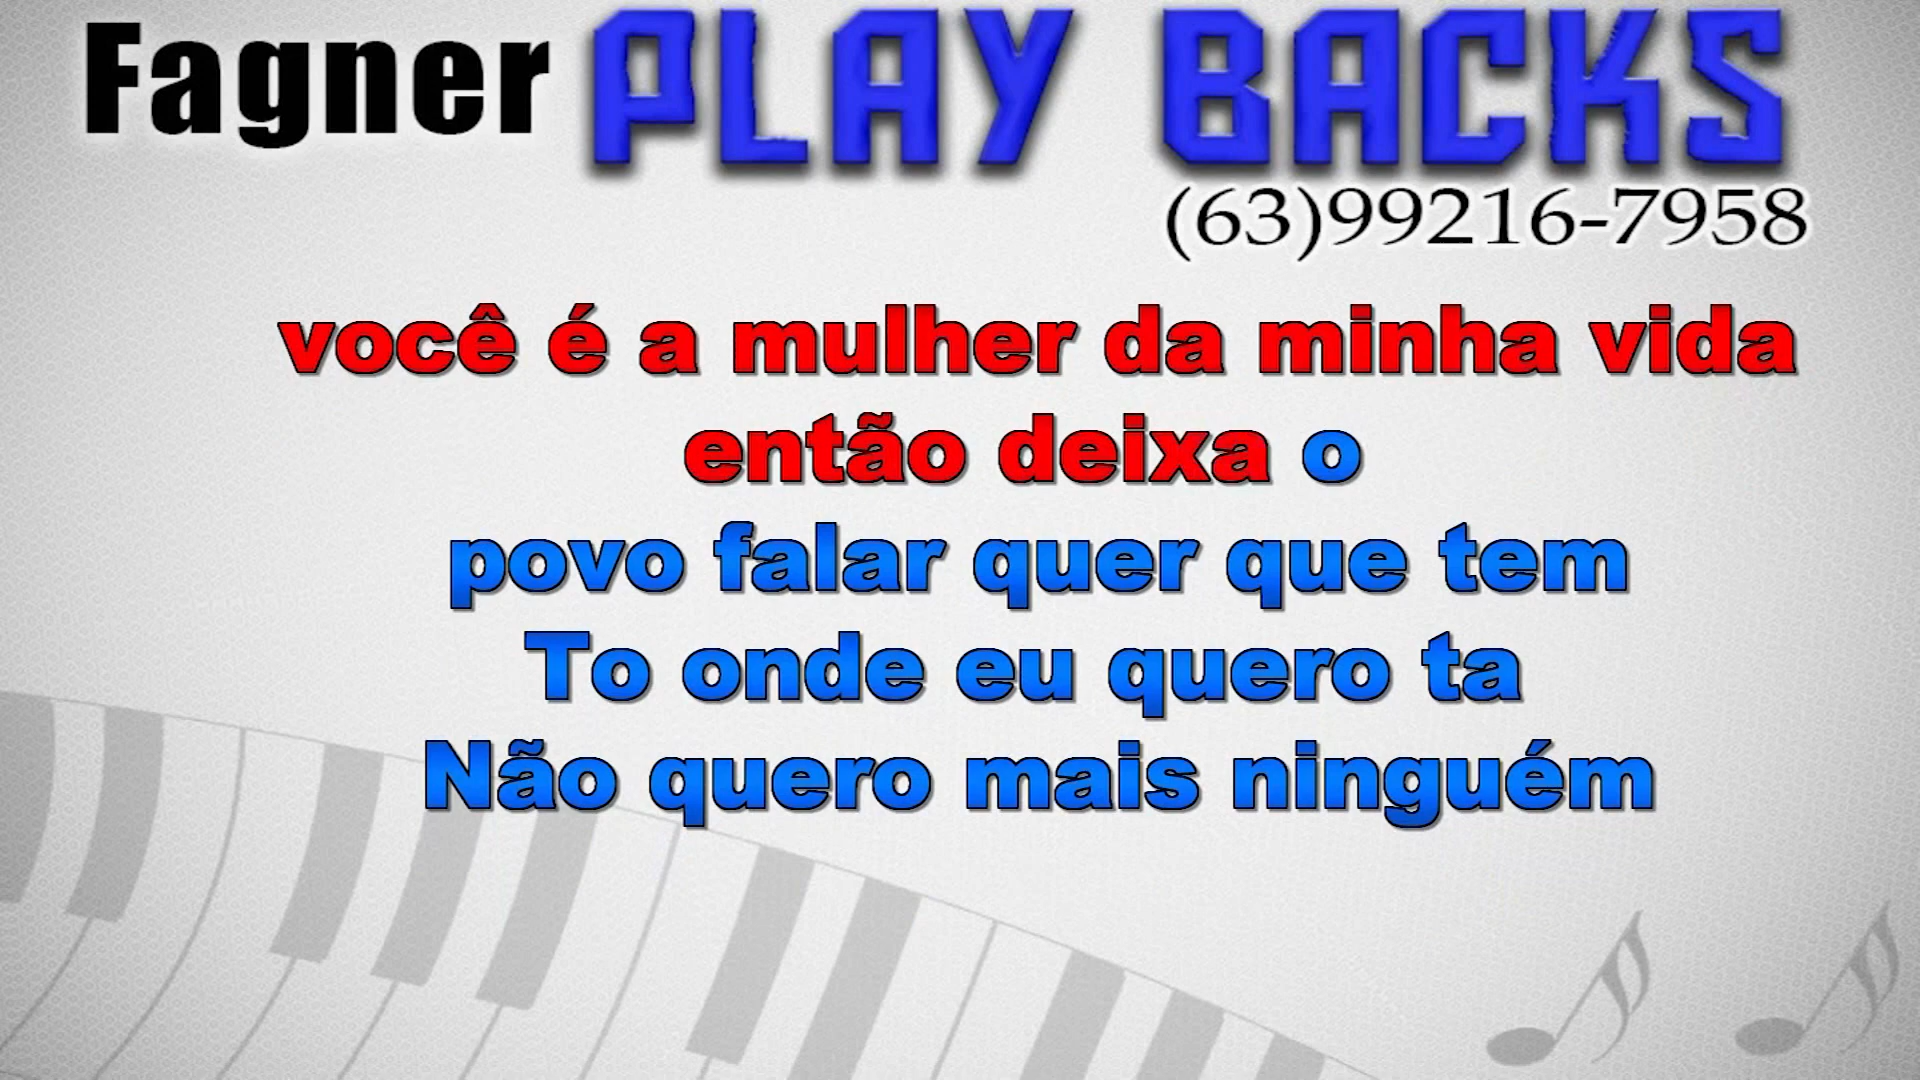 Fagner PLAY BACKS
(63)99216-7958
você é a mulher da minha vida
então deixa o
povo falar quer que tem
To onde eu quero ta
Não quero mais ninguém